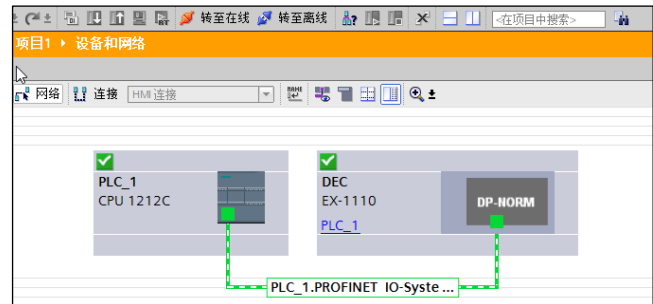 转至在线 转至离线 <在项目中搜索>
项目1 ▸ 设备和网络
网络 连接 HMI 连接
PLC_1
CPU 1212C
DEC
EX-1110
PLC_1
DP-NORM
PLC_1.PROFINET IO-Syste ...